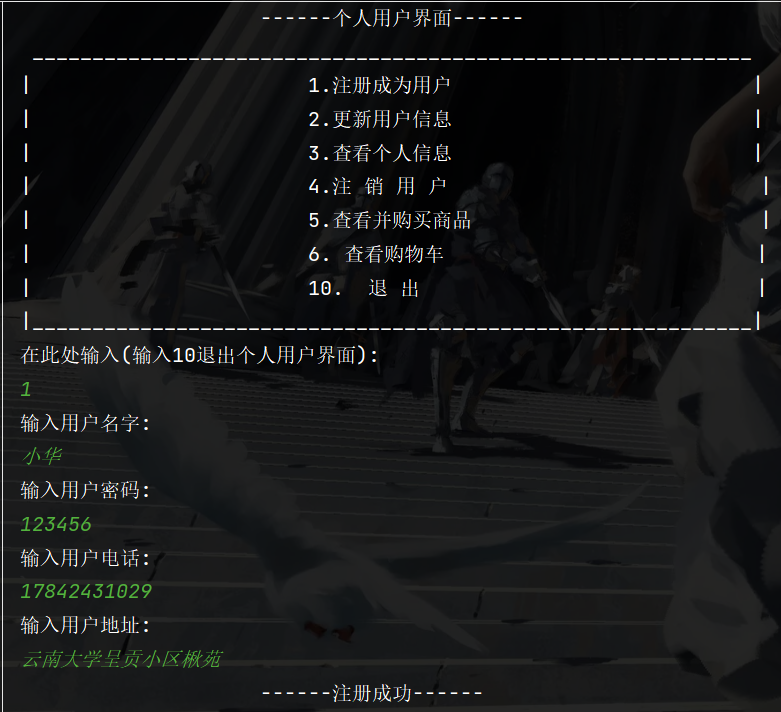 ------个人用户界面------
____________________________________________________________
| 1.注册成为用户 |
| 2.更新用户信息 |
| 3.查看个人信息 |
| 4.注 销 用 户 |
| 5.查看并购买商品 |
| 6. 查看购物车 |
| 10.  退 出 |
|____________________________________________________________|
在此处输入(输入10退出个人用户界面):
1
输入用户名字:
小华
输入用户密码:
123456
输入用户电话:
17842431029
输入用户地址:
云南大学呈贡小区楸苑
------注册成功------